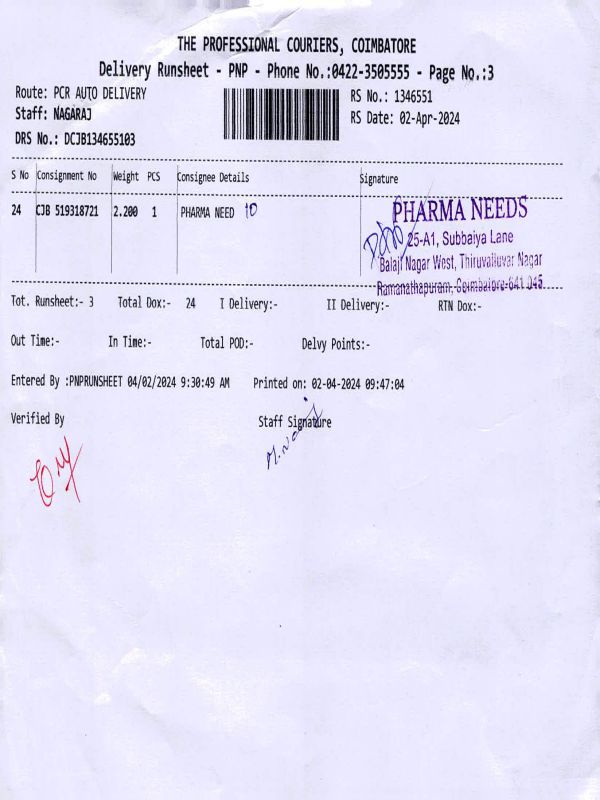 THE PROFESSIONAL COURIERS, COIMBATORE
Delivery Runsheet - PNP - Phone No.:0422-3505555 - Page No.:3
Route: PCR AUTO DELIVERY RS No.: 1346551
Staff: NAGARAJ RS Date: 02-Apr-2024
DRS No.: DCJB134655103
S No Consignment No Weight PCS Consignee Details Signature
24 CJB 519318721 2.200 1 PHARMA NEED 10
PHARMA NEEDS
25-A1, Subbaiya Lane
Balaji Nagar West, Thiruvalluvar Nagar
Ramanathapuram, Coimbatore-641 045
Tot. Runsheet:- 3 Total Dox:- 24 I Delivery:- II Delivery:- RTN Dox:-
Out Time:- In Time:- Total POD:- Delvy Points:-
Entered By :PNPRUNSHEET 04/02/2024 9:30:49 AM Printed on: 02-04-2024 09:47:04
Verified By Staff Signature